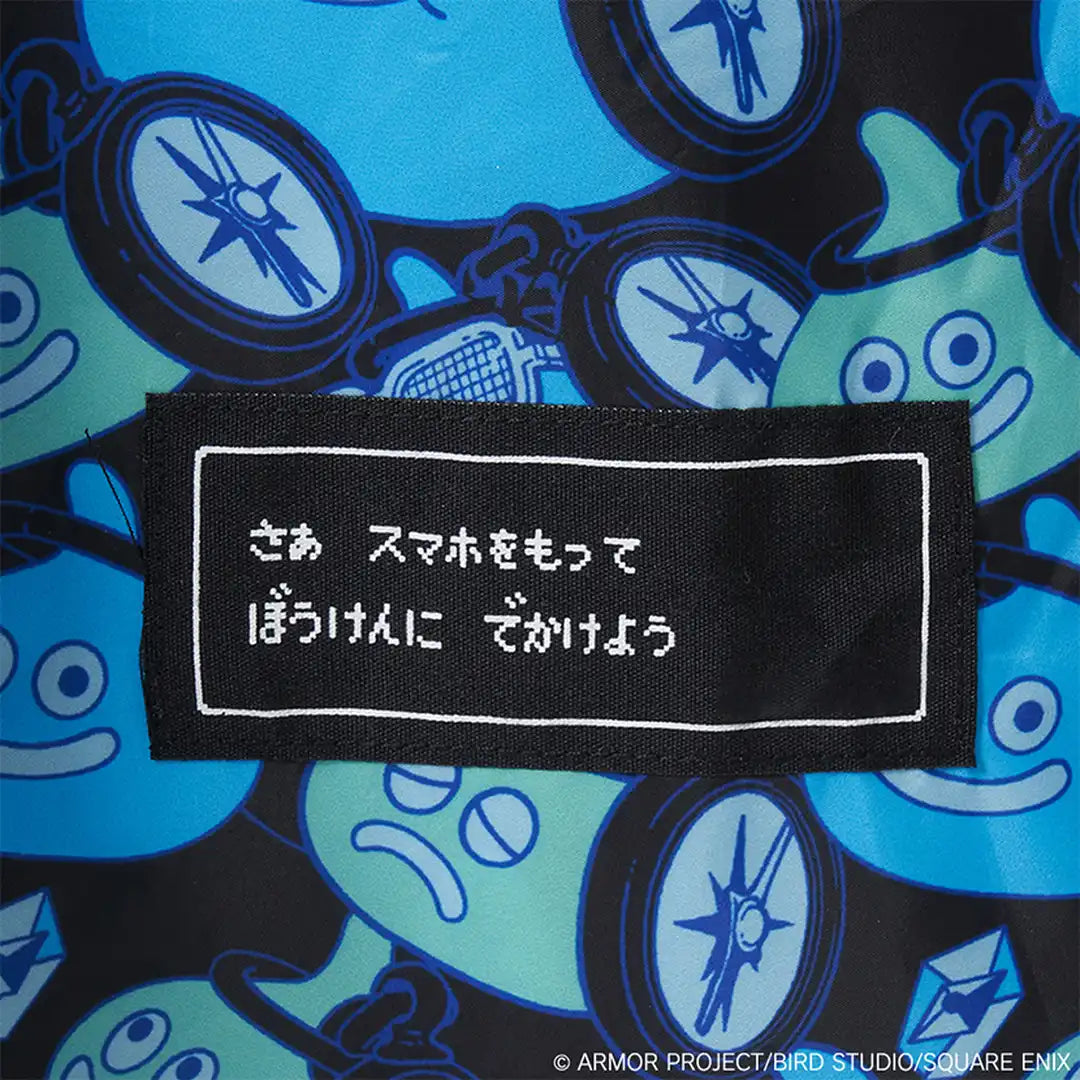 さあ　スマホをもって
ぼうけんに　でかけよう
© ARMOR PROJECT/BIRD STUDIO/SQUARE ENIX